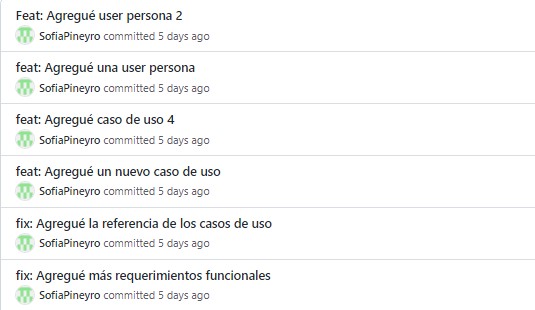 Feat: Agregué user persona 2
SofiaPineyro committed 5 days ago
feat: Agregué una user persona
SofiaPineyro committed 5 days ago
feat: Agregué caso de uso 4
SofiaPineyro committed 5 days ago
feat: Agregué un nuevo caso de uso
SofiaPineyro committed 5 days ago
fix: Agregué la referencia de los casos de uso
SofiaPineyro committed 5 days ago
fix: Agregué más requerimientos funcionales
SofiaPineyro committed 5 days ago